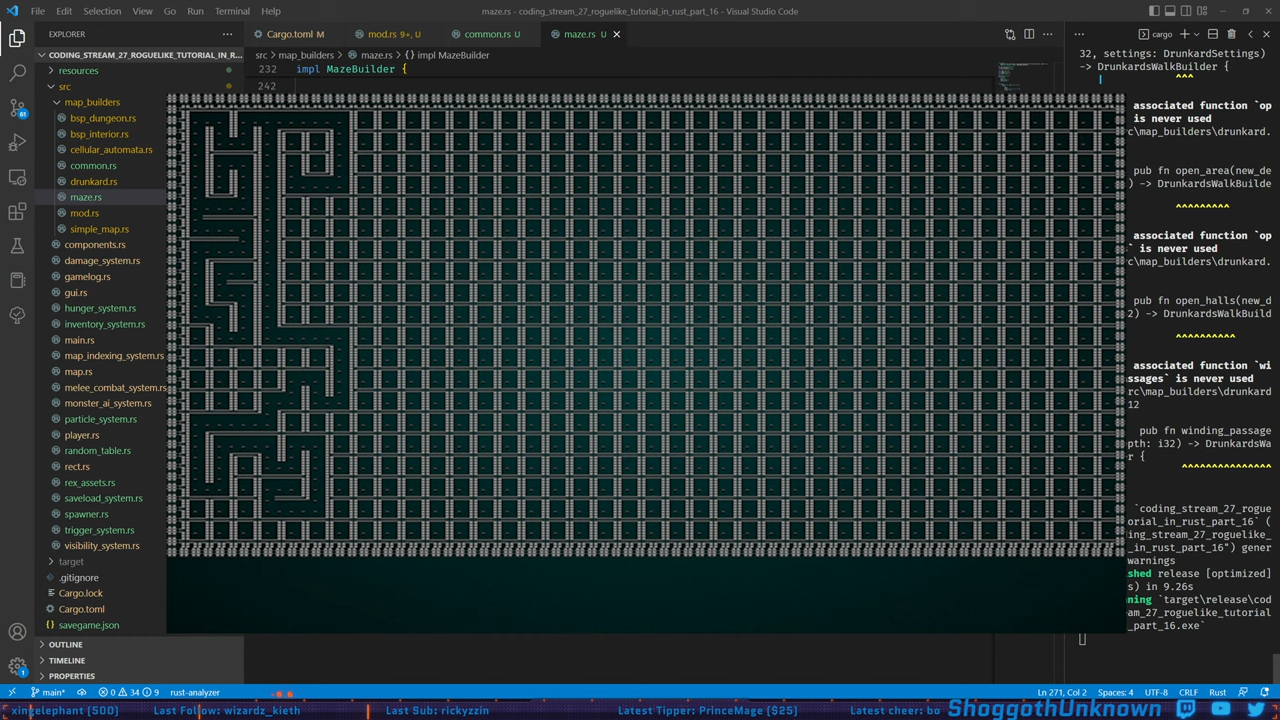 File Edit Selection View Go Run Terminal Help
maze.rs - coding_stream_27_roguelike_tutorial_in_rust_part_16 - Visual Studio Code
EXPLORER
Cargo.toml M
mod.rs 9+, U
common.rs U
maze.rs U
cargo
CODING_STREAM_27_ROGUELIKE_TUTORIAL_IN_R...
src > map_builders > maze.rs > {} impl MazeBuilder
232 impl MazeBuilder {
242
resources
src
map_builders
bsp_dungeon.rs
bsp_interior.rs
cellular_automata.rs
common.rs
drunkard.rs
maze.rs
mod.rs
simple_map.rs
components.rs
damage_system.rs
gamelog.rs
gui.rs
hunger_system.rs
inventory_system.rs
main.rs
map_indexing_system.rs
map.rs
melee_combat_system.rs
monster_ai_system.rs
particle_system.rs
player.rs
random_table.rs
rect.rs
rex_assets.rs
saveload_system.rs
spawner.rs
trigger_system.rs
visibility_system.rs
target
.gitignore
Cargo.lock
Cargo.toml
savegame.json
OUTLINE
TIMELINE
PROPERTIES
32, settings: DrunkardSettings)
-> DrunkardsWalkBuilder {
| ^^^
associated function `op
is never used
c\map_builders\drunkard.
pub fn open_area(new_de
) -> DrunkardsWalkBuilde
^^^^^^^^^
associated function `op
` is never used
c\map_builders\drunkard.
pub fn open_halls(new_d
2) -> DrunkardsWalkBuild
^^^^^^^^^^
associated function `wi
ssages` is never used
rc\map_builders\drunkard
12
pub fn winding_passage
pth: i32) -> DrunkardsWa
r {
^^^^^^^^^^^^^^^
`coding_stream_27_rogue
torial_in_rust_part_16` (
ing_stream_27_roguelike_
_in_rust_part_16") gener
warnings
shed release [optimized]
s) in 9.26s
nning `target\release\cod
am_27_roguelike_tutorial
_part_16.exe`
main* 0 34 9 rust-analyzer
Ln 271, Col 2 Spaces: 4 UTF-8 CRLF Rust
xingelephant (500) Last Follow: wizardz_kieth Last Sub: rickyzzin Latest Tipper: PrinceMage ($25) Latest cheer: bo
ShoggothUnknown